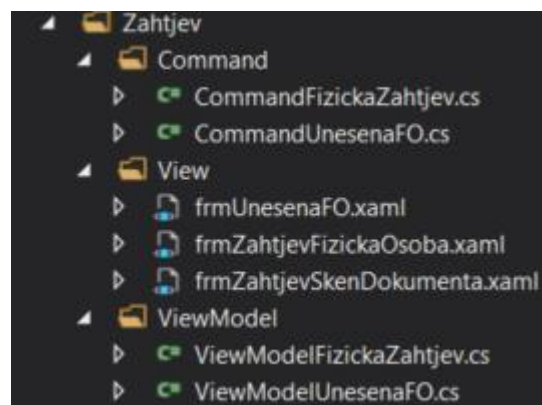 Zahtjev
Command
C# CommandFizickaZahtjev.cs
C# CommandUnesenaFO.cs
View
frmUnesenaFO.xaml
frmZahtjevFizickaOsoba.xaml
frmZahtjevSkenDokumenta.xaml
ViewModel
C# ViewModelFizickaZahtjev.cs
C# ViewModelUnesenaFO.cs